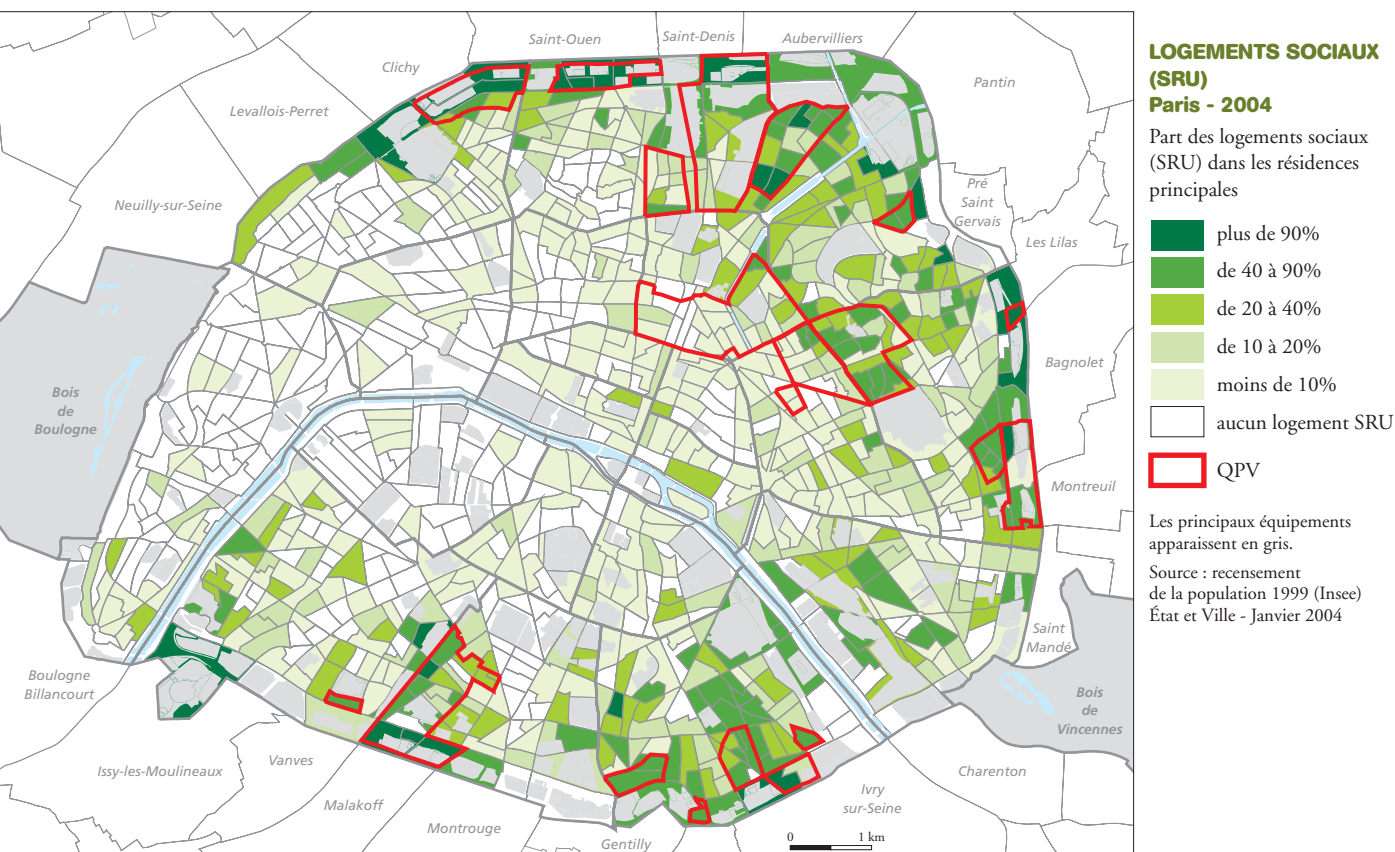 Saint-Ouen
Saint-Denis
Aubervilliers
Clichy
Pantin
Levallois-Perret
Neuilly-sur-Seine
Pré
Saint
Gervais
Les Lilas
Bagnolet
Bois
de
Boulogne
Montreuil
Saint
Mandé
Boulogne
Billancourt
Bois
de
Vincennes
Issy-les-Moulineaux
Vanves
Charenton
Malakoff
Ivry
sur-Seine
Montrouge
Gentilly
0 1 km
LOGEMENTS SOCIAUX
(SRU)
Paris - 2004
Part des logements sociaux
(SRU) dans les résidences
principales
plus de 90%
de 40 à 90%
de 20 à 40%
de 10 à 20%
moins de 10%
aucun logement SRU
QPV
Les principaux équipements
apparaissent en gris.
Source : recensement
de la population 1999 (Insee)
État et Ville - Janvier 2004